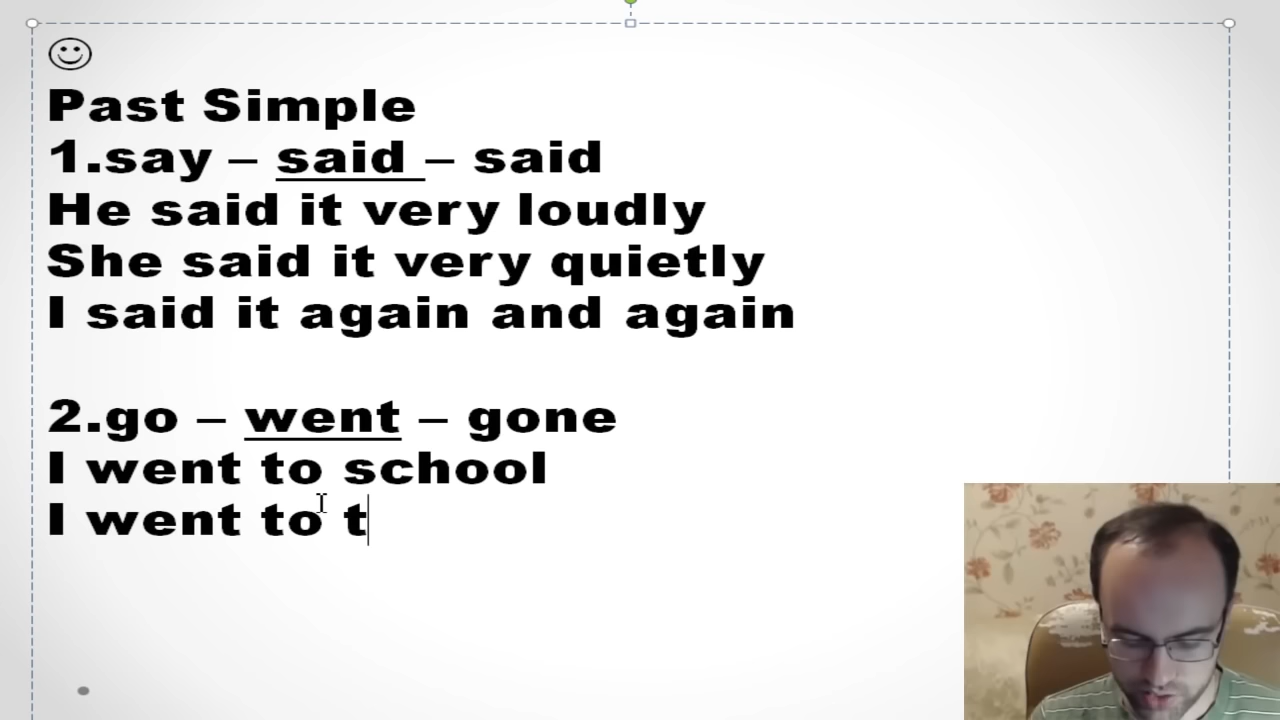 Past Simple
1.say – said – said
He said it very loudly
She said it very quietly
I said it again and again
2.go – went – gone
I went to school
I went to t